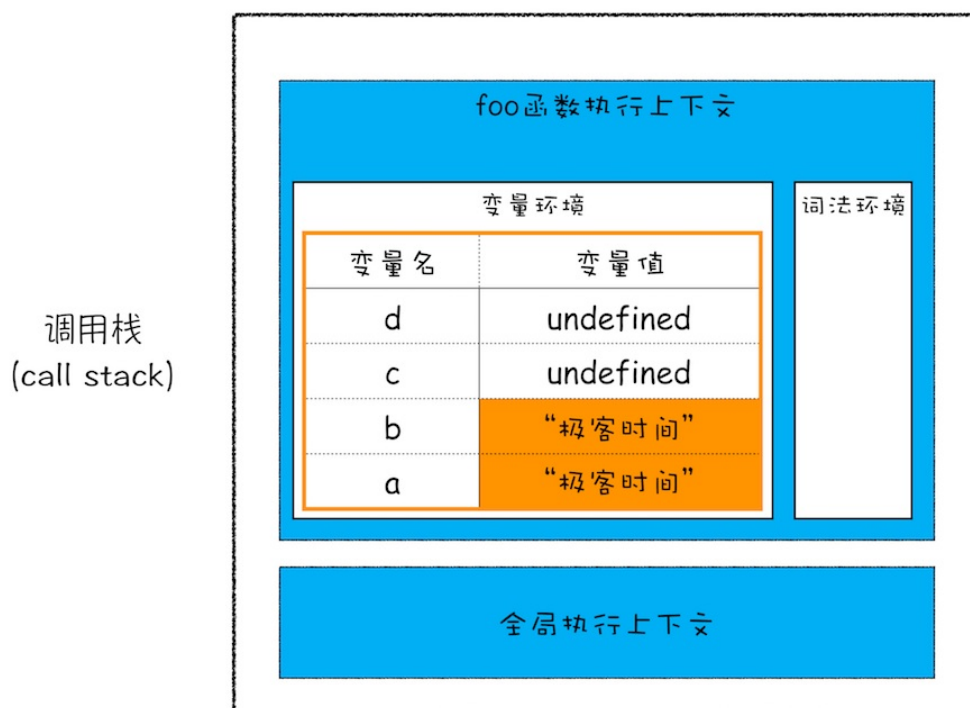 foo函数执行上下文
变量环境
词法环境
变量名 变量值
d undefined
c undefined
b “极客时间”
a “极客时间”
调用栈
(call stack)
全局执行上下文